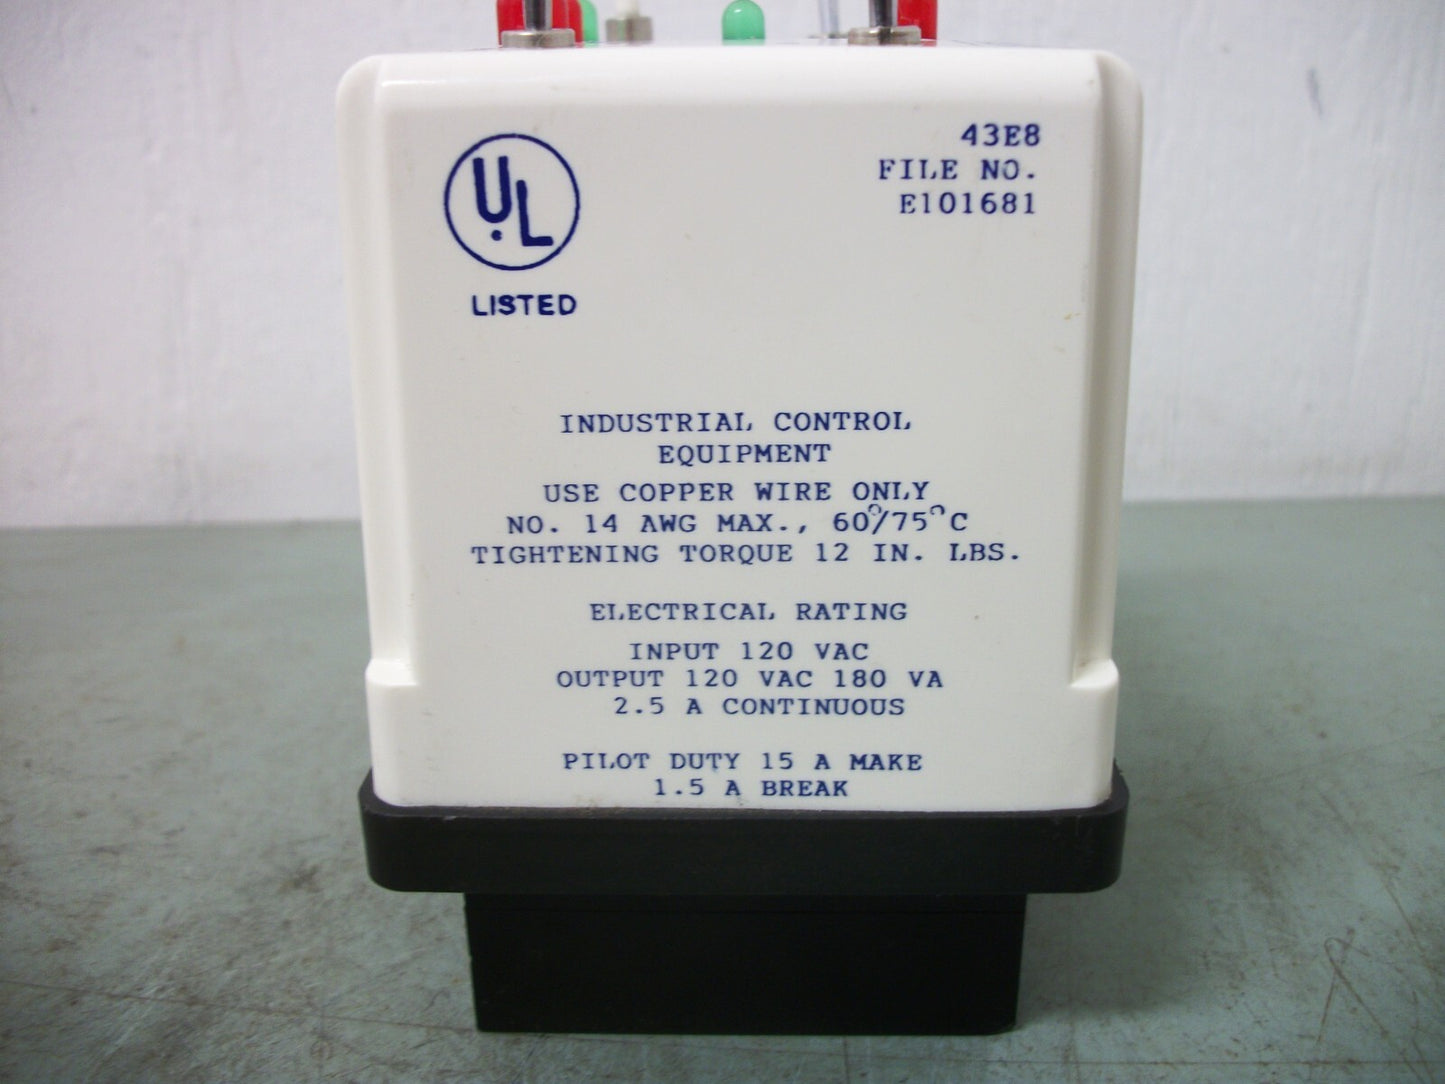 UL
LISTED
43E8
FILE NO.
E101681
INDUSTRIAL CONTROL
EQUIPMENT
USE COPPER WIRE ONLY
NO. 14 AWG MAX., 60°/75°C
TIGHTENING TORQUE 12 IN. LBS.
ELECTRICAL RATING
INPUT 120 VAC
OUTPUT 120 VAC 180 VA
2.5 A CONTINUOUS
PILOT DUTY 15 A MAKE
1.5 A BREAK